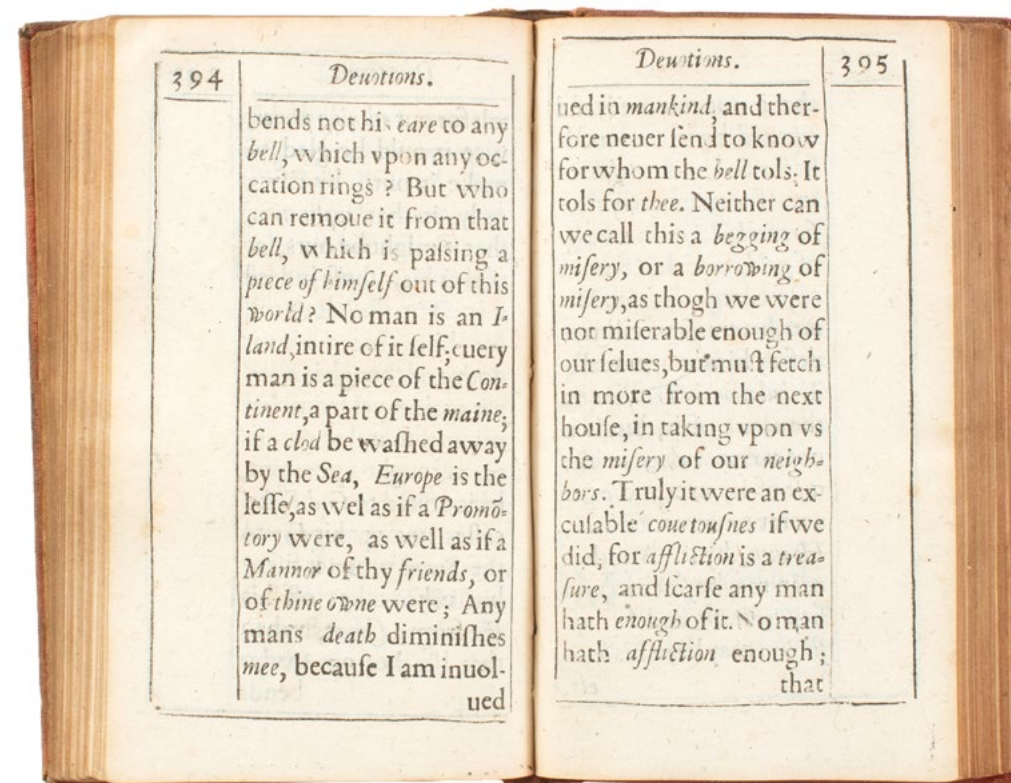 394
Deuotions.
bends not his eare to any
bell, which vpon any oc-
cation rings ? But who
can remoue it from that
bell, which is paſsing a
piece of himſelf out of this
world? No man is an I-
land,intire of it ſelf;euery
man is a piece of the Con-
tinent,a part of the maine;
if a clod be waſhed away
by the Sea, Europe is the
leſſe,as wel as if a Promõ-
tory were, as well as if a
Mannor of thy friends, or
of thine owne were ; Any
mans death diminiſhes
mee, becauſe I am inuol-
ued
Deuotions.
395
ued in mankind, and ther-
fore neuer ſend to know
for whom the bell tols; It
tols for thee. Neither can
we call this a begging of
miſery, or a borrowing of
miſery,as thogh we were
not miſerable enough of
our ſelues,but muſt fetch
in more from the next
houſe, in taking vpon vs
the miſery of our neigh-
bors. Truly it were an ex-
cuſable couetouſnes if we
did, for affliction is a trea-
ſure, and ſcarſe any man
hath enough of it. No man
hath affliction enough ;
that